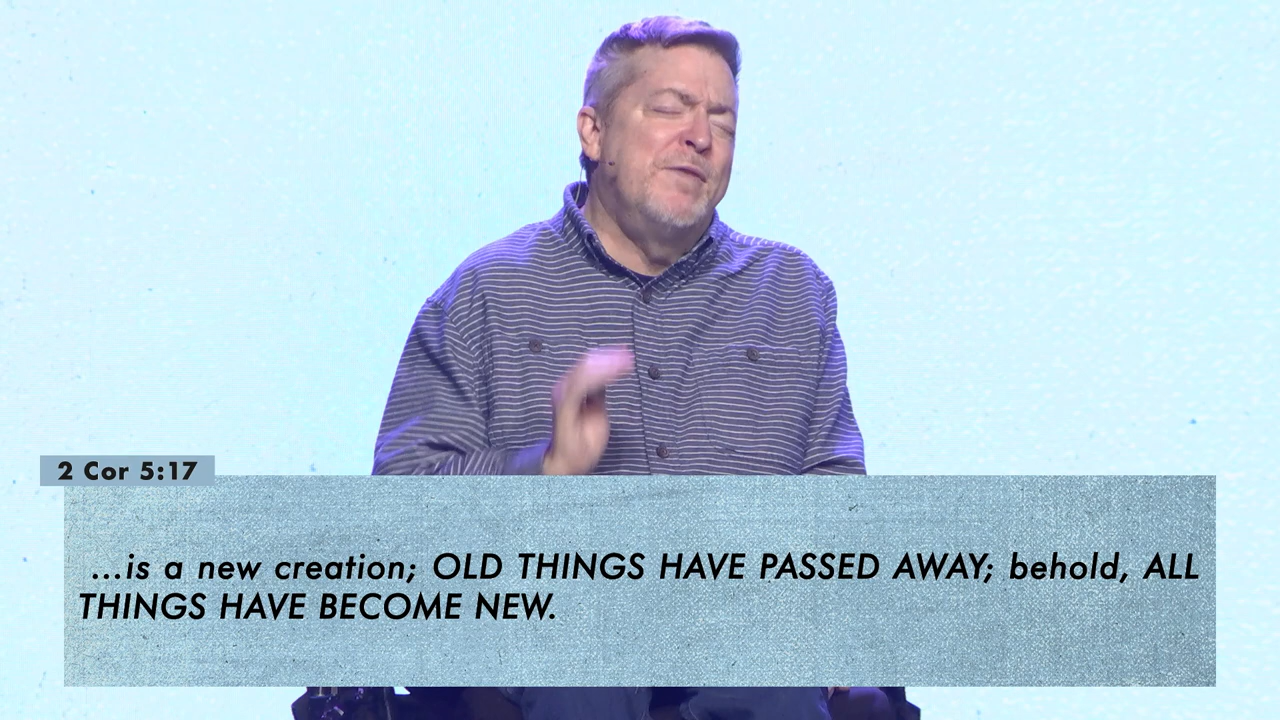 2 Cor 5:17
...is a new creation; OLD THINGS HAVE PASSED AWAY; behold, ALL
THINGS HAVE BECOME NEW.